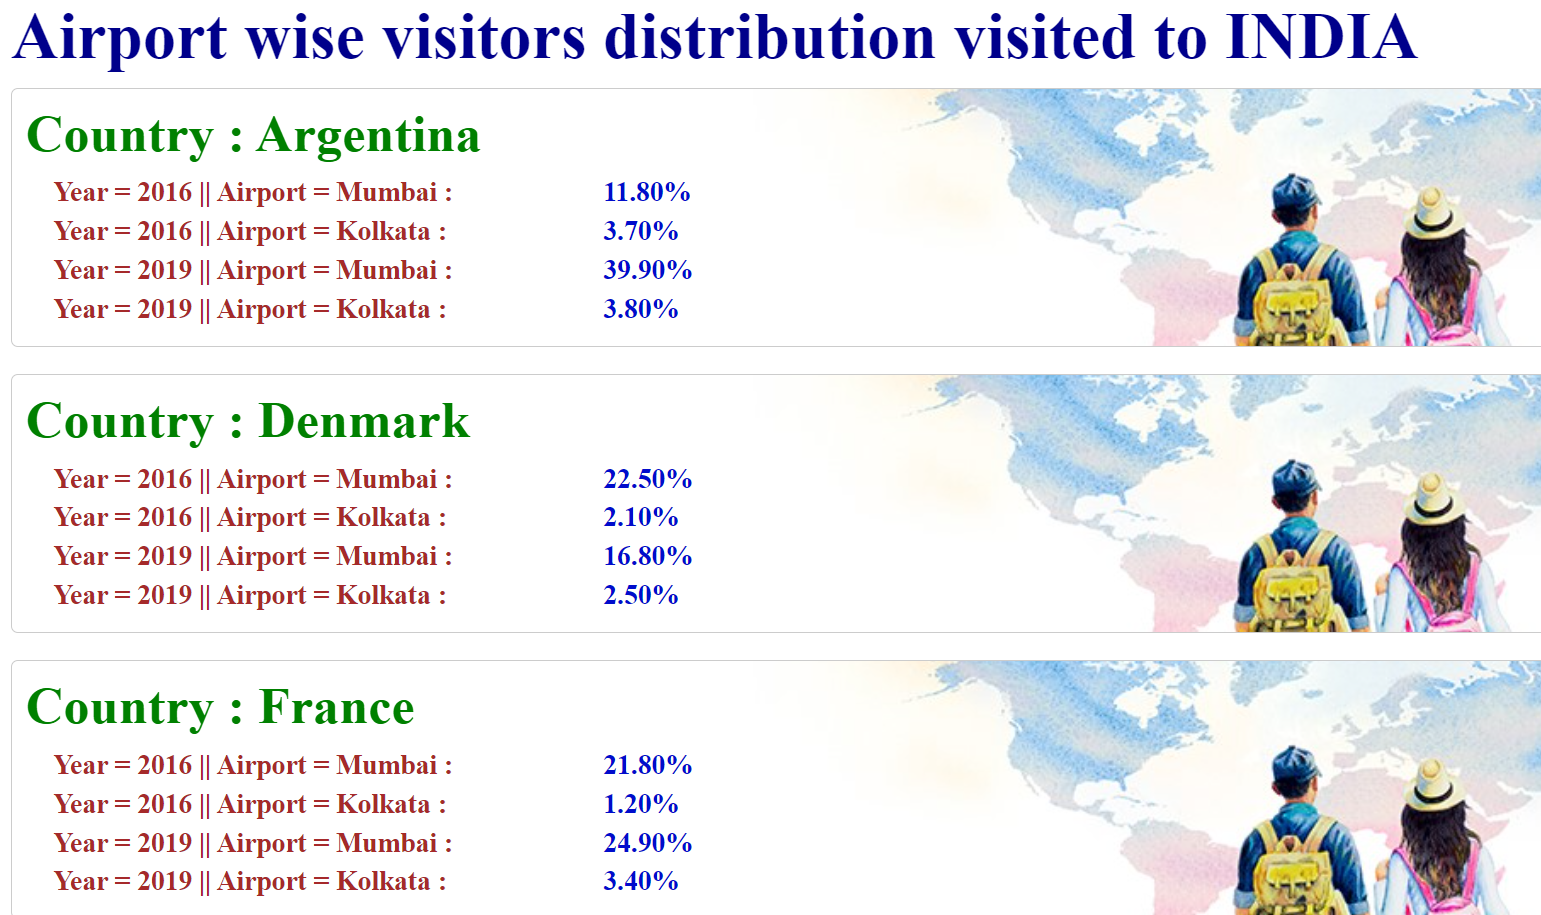 Airport wise visitors distribution visited to INDIA
Country : Argentina
Year = 2016 || Airport = Mumbai : 11.80%
Year = 2016 || Airport = Kolkata : 3.70%
Year = 2019 || Airport = Mumbai : 39.90%
Year = 2019 || Airport = Kolkata : 3.80%
Country : Denmark
Year = 2016 || Airport = Mumbai : 22.50%
Year = 2016 || Airport = Kolkata : 2.10%
Year = 2019 || Airport = Mumbai : 16.80%
Year = 2019 || Airport = Kolkata : 2.50%
Country : France
Year = 2016 || Airport = Mumbai : 21.80%
Year = 2016 || Airport = Kolkata : 1.20%
Year = 2019 || Airport = Mumbai : 24.90%
Year = 2019 || Airport = Kolkata : 3.40%